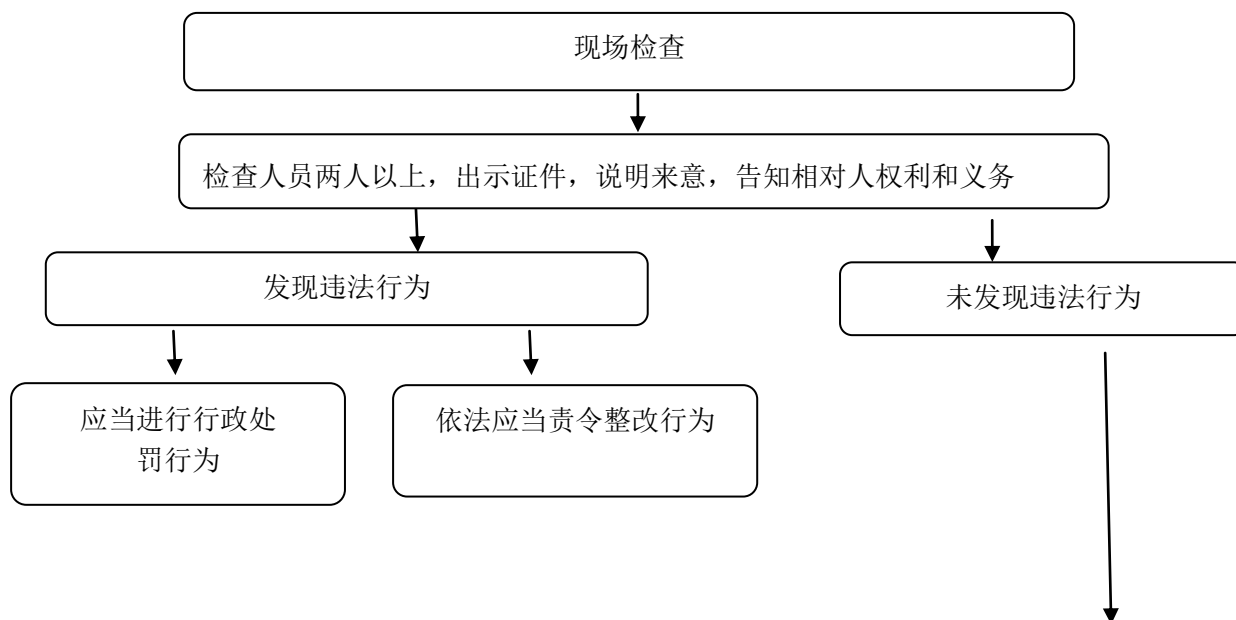 现场检查
检查人员两人以上，出示证件，说明来意，告知相对人权利和义务
发现违法行为
未发现违法行为
应当进行行政处
罚行为
依法应当责令整改行为